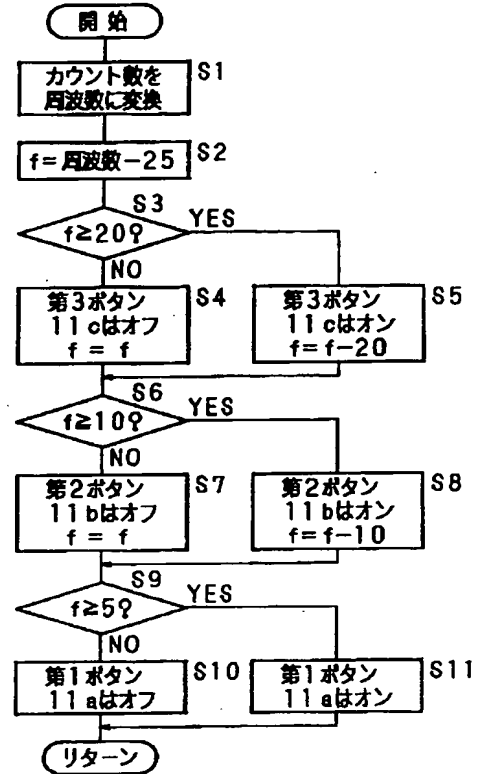 開始
カウント数を
周波数に変換
S1
f=周波数-25
S2
S3
f≧20?
YES
NO
第3ボタン
11cはオフ
f = f
S4
第3ボタン
11cはオン
f=f-20
S5
S6
f≧10?
YES
NO
第2ボタン
11bはオフ
f = f
S7
第2ボタン
11bはオン
f=f-10
S8
S9
f≧5?
YES
NO
第1ボタン
11aはオフ
S10
第1ボタン
11aはオン
S11
リターン